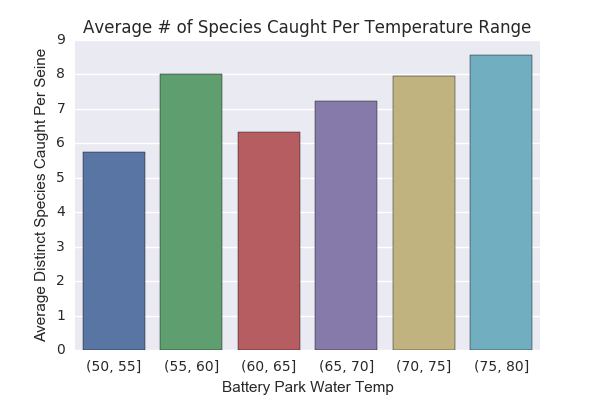 Average # of Species Caught Per Temperature Range
Average Distinct Species Caught Per Seine
9
8
7
6
5
4
3
2
1
0
(50, 55] (55, 60] (60, 65] (65, 70] (70, 75] (75, 80]
Battery Park Water Temp